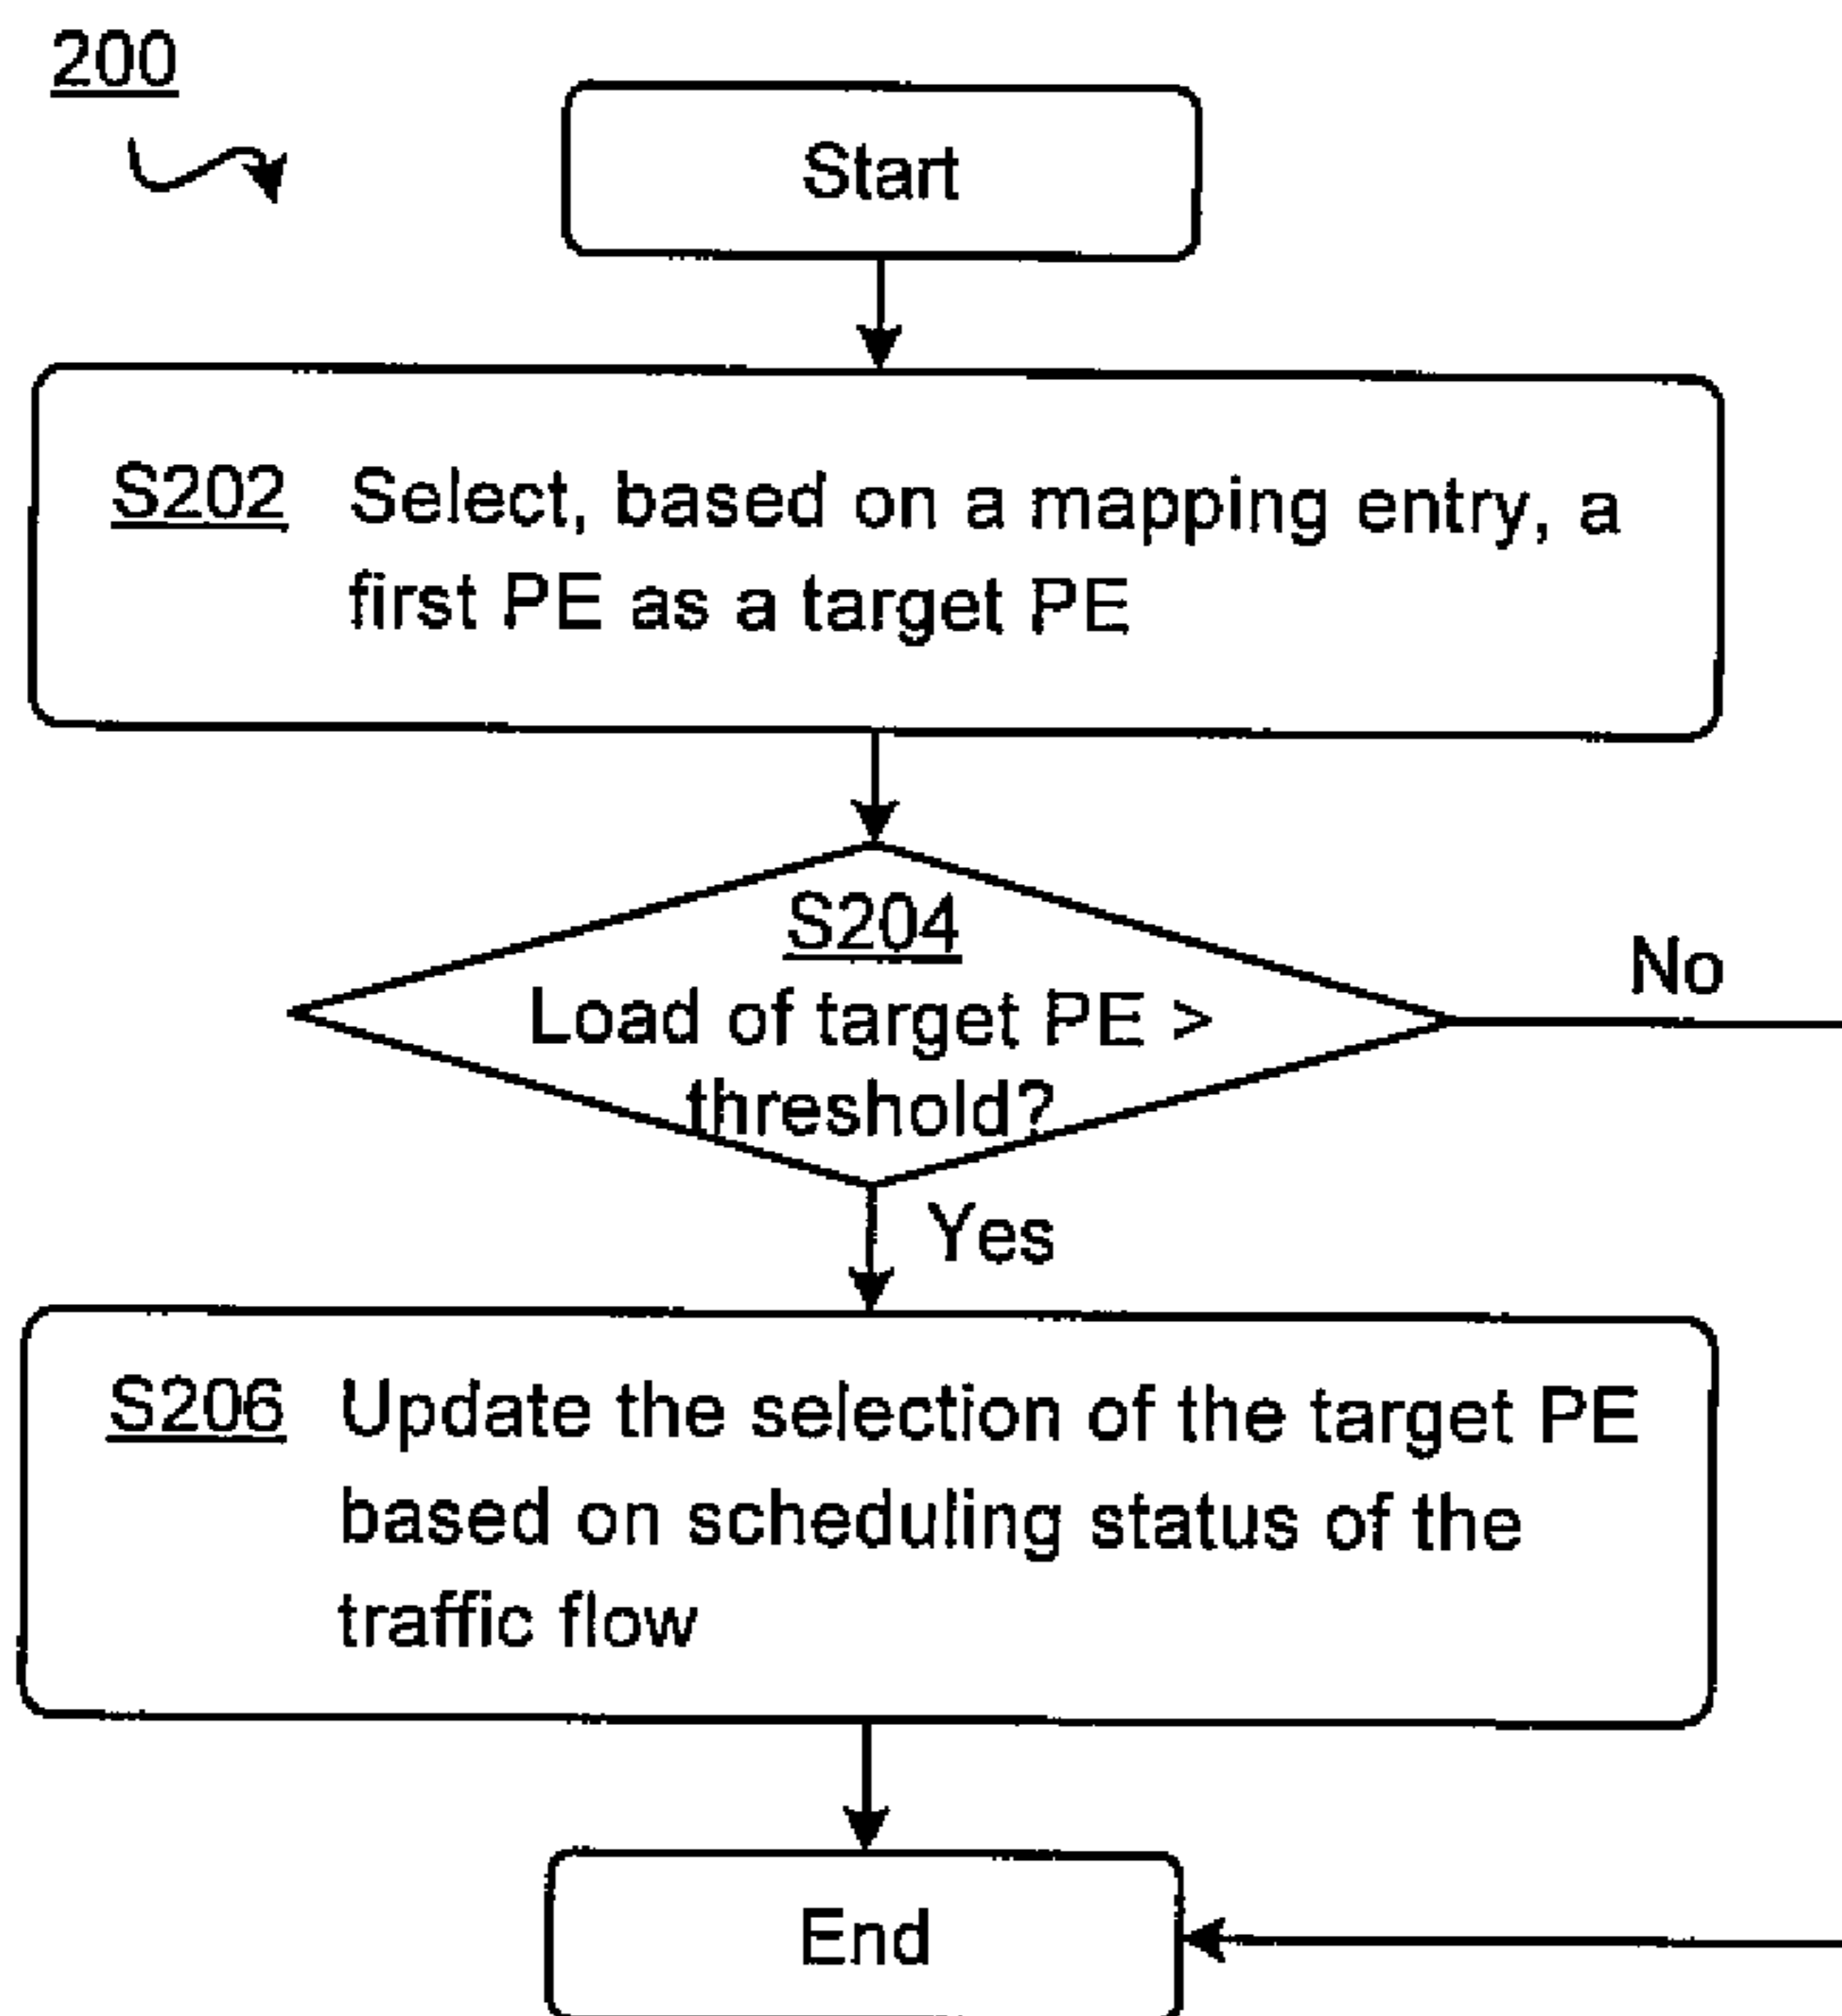 200
Start
S202 Select, based on a mapping entry, a
first PE as a target PE
S204
Load of target PE >
threshold?
No
Yes
S206 Update the selection of the target PE
based on scheduling status of the
traffic flow
End